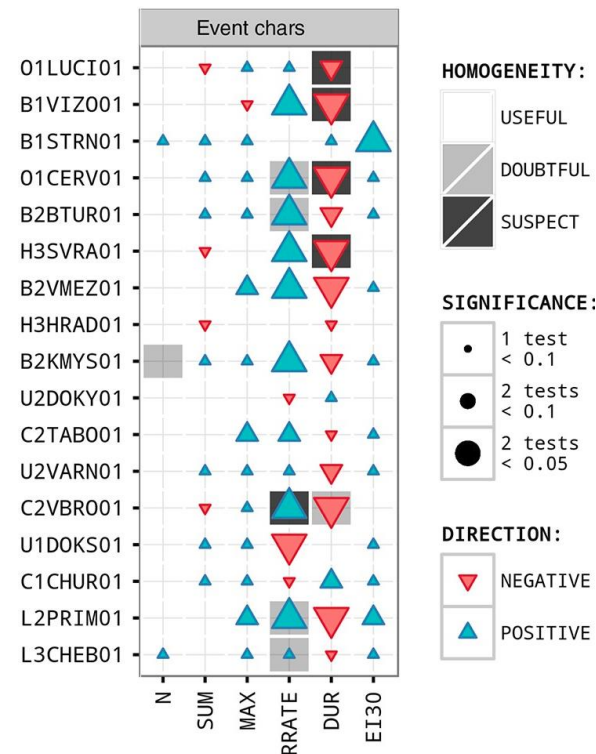 Event chars
O1LUCI01
B1VIZO01
B1STRN01
O1CERV01
B2BTUR01
H3SVRA01
B2VMEZ01
H3HRAD01
B2KMYS01
U2DOKY01
C2TABO01
U2VARN01
C2VBRO01
U1DOKS01
C1CHUR01
L2PRIM01
L3CHEB01
N
SUM
MAX
RRATE
DUR
EI30
HOMOGENEITY:
USEFUL
DOUBTFUL
SUSPECT
SIGNIFICANCE:
1 test
< 0.1
2 tests
< 0.1
2 tests
< 0.05
DIRECTION:
NEGATIVE
POSITIVE